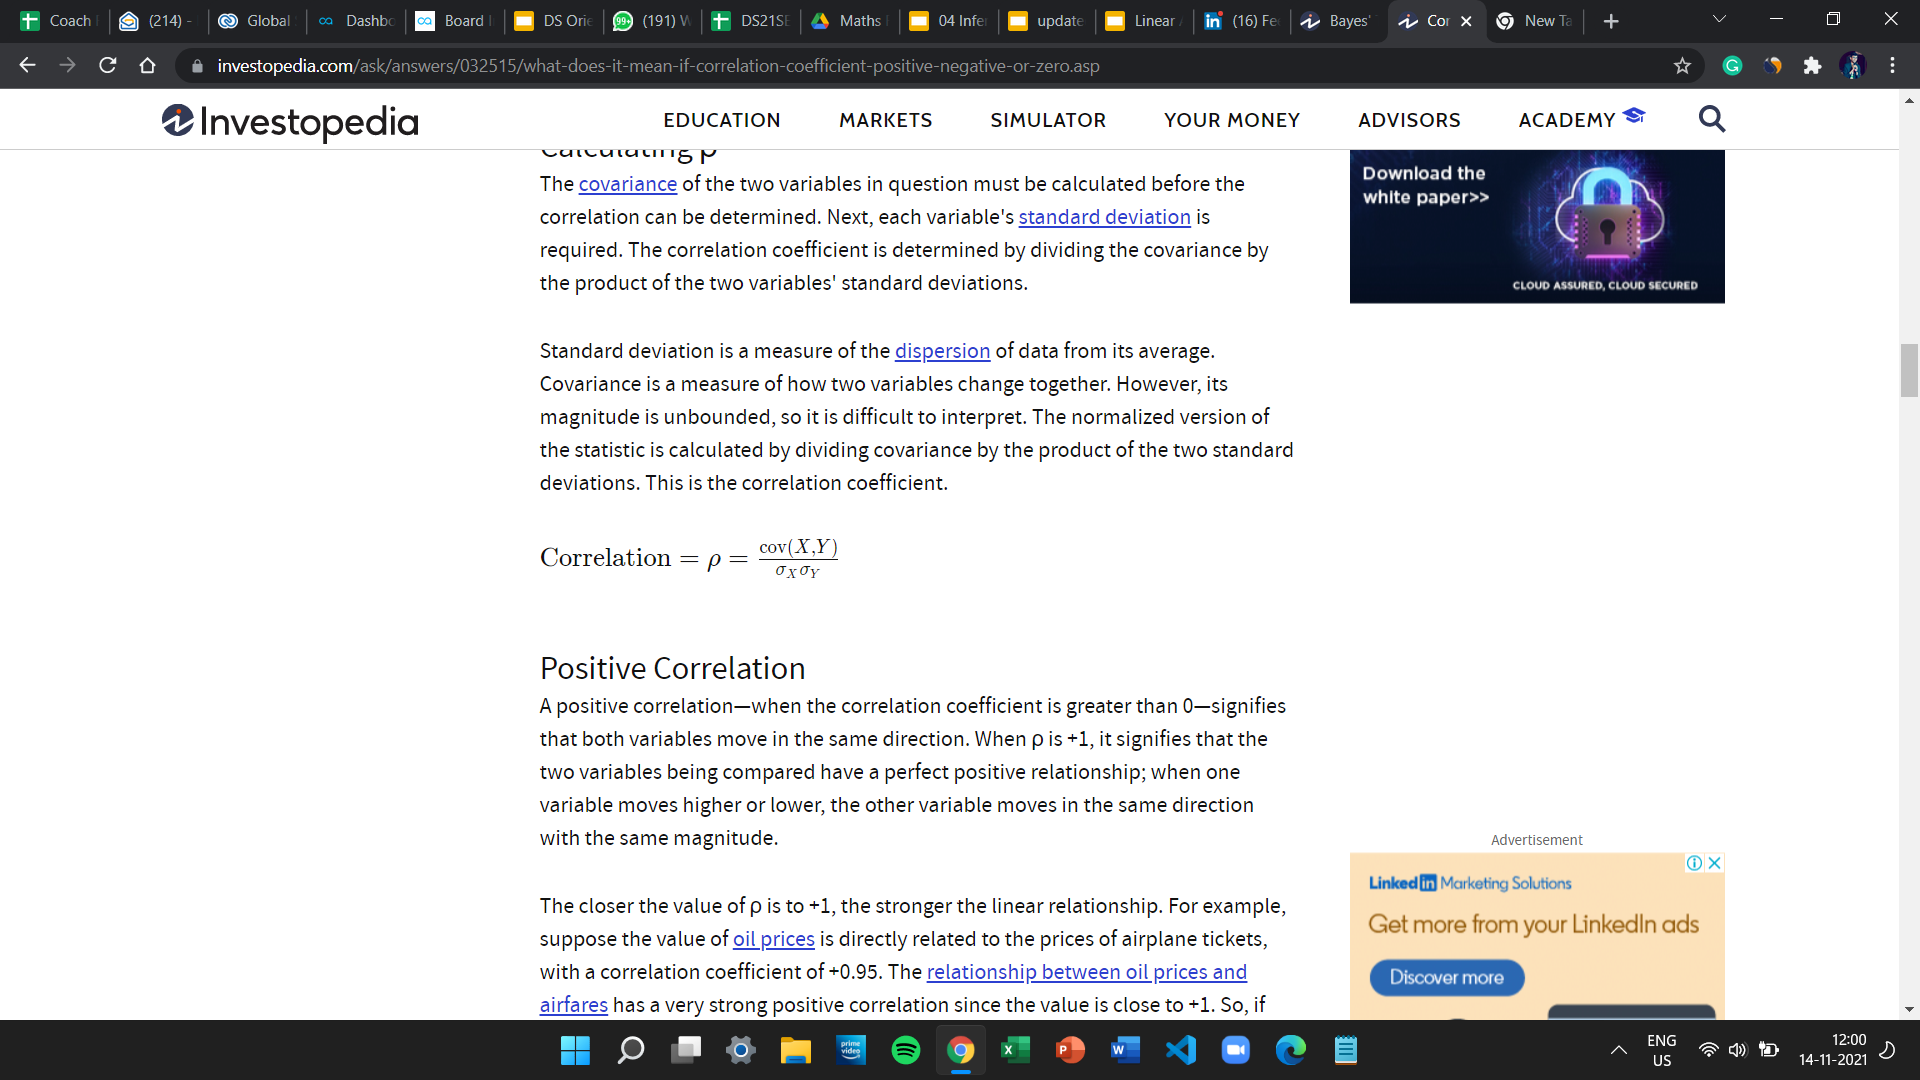 Coach
(214) -
Global
Dashbo
Board
DS Orie
(191) W
DS21SE
Maths
04 Infer
update
Linear
(16) Fe
Bayes'
Cor
New Ta
investopedia.com/ask/answers/032515/what-does-it-mean-if-correlation-coefficient-positive-negative-or-zero.asp
Investopedia
EDUCATION
MARKETS
SIMULATOR
YOUR MONEY
ADVISORS
ACADEMY
Calculating ρ
The covariance of the two variables in question must be calculated before the
correlation can be determined. Next, each variable's standard deviation is
required. The correlation coefficient is determined by dividing the covariance by
the product of the two variables' standard deviations.
Standard deviation is a measure of the dispersion of data from its average.
Covariance is a measure of how two variables change together. However, its
magnitude is unbounded, so it is difficult to interpret. The normalized version of
the statistic is calculated by dividing covariance by the product of the two standard
deviations. This is the correlation coefficient.
Correlation = ρ = cov(X,Y) / σX σY
Positive Correlation
A positive correlation—when the correlation coefficient is greater than 0—signifies
that both variables move in the same direction. When ρ is +1, it signifies that the
two variables being compared have a perfect positive relationship; when one
variable moves higher or lower, the other variable moves in the same direction
with the same magnitude.
The closer the value of ρ is to +1, the stronger the linear relationship. For example,
suppose the value of oil prices is directly related to the prices of airplane tickets,
with a correlation coefficient of +0.95. The relationship between oil prices and
airfares has a very strong positive correlation since the value is close to +1. So, if
Download the
white paper>>
CLOUD ASSURED, CLOUD SECURED
Advertisement
LinkedIn Marketing Solutions
Get more from your LinkedIn ads
Discover more
prime
video
ENG
US
12:00
14-11-2021